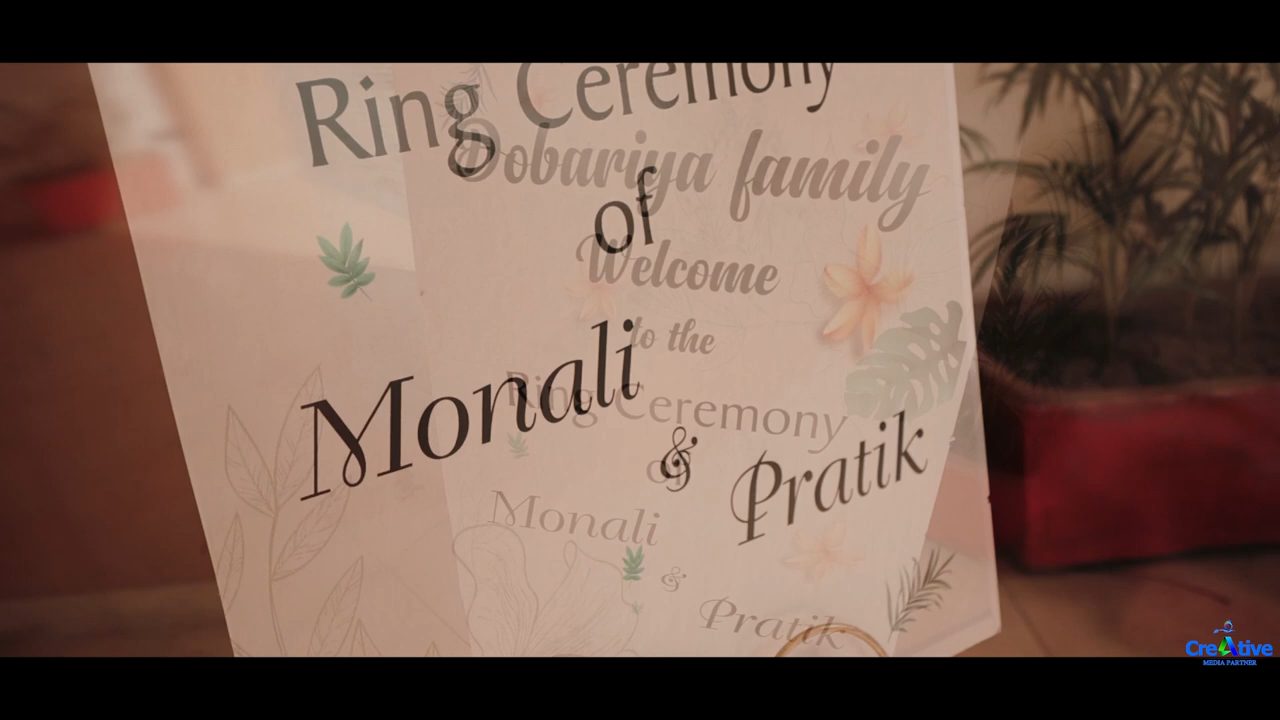 Ring Ceremony
of
Monali
&
Pratik
Dobariya family
Welcome
to the
Ring Ceremony
of
Monali
&
Pratik
CreAtive
MEDIA PARTNER